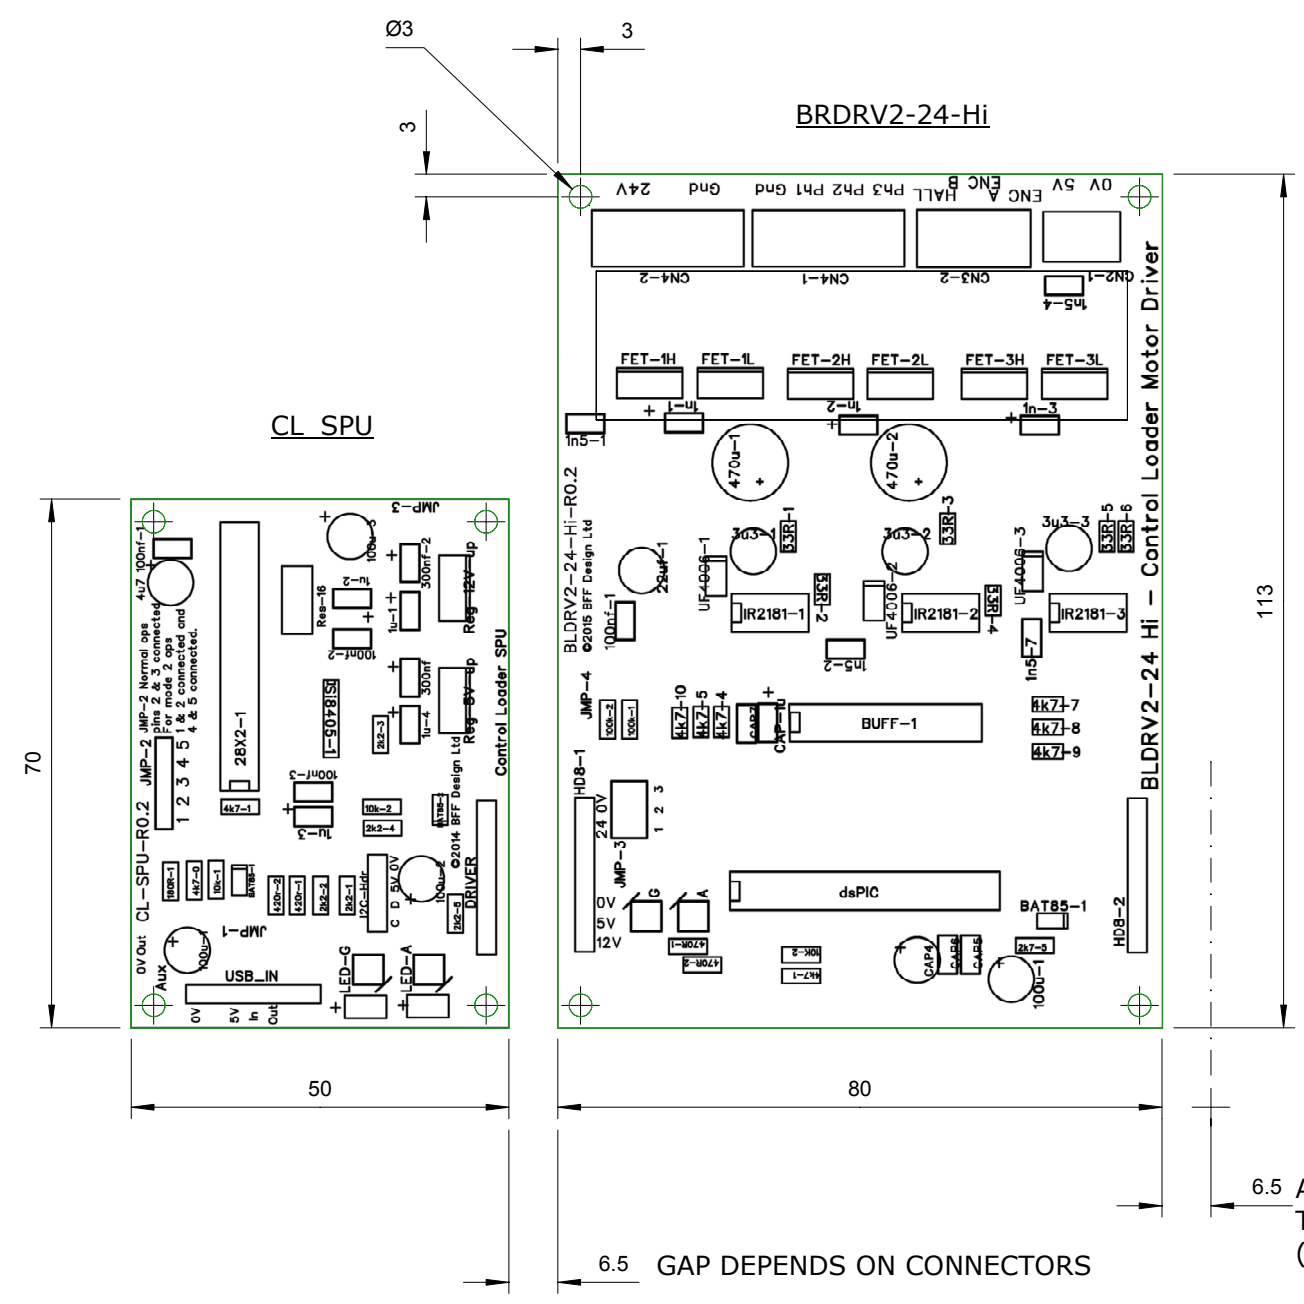 Ø3
3
3
BRDRV2-24-Hi
24V
Gnd
Gnd Ph1 Ph2 Ph3
HALL
ENC B
ENC A
5V
0V
CN4-2
CN4-1
CN3-2
CN2-1
1n5-4
FET-1H
FET-1L
FET-2H
FET-2L
FET-3H
FET-3L
+
1n-1
1n-2
+
1n-3
+
1n5-1
470u-1
+
470u-2
+
BLDRV2-24-Hi-R0.2
©2015 BFF Design Ltd
BLDRV2-24 Hi - Control Loader Motor Driver
22uf-1
100nf-1
UF4006-1
3u3-1
33R-1
33R-2
UF4006-2
3u3-2
33R-3
33R-4
UF4006-3
3u3-3
33R-5
33R-6
IR2181-1
IR2181-2
IR2181-3
1n5-2
1n5-7
JMP-4
100k-2
100k-1
4k7-10
4k7-5
4k7-4
CAP7
CAP-1u
+
BUFF-1
4k7-7
4k7-8
4k7-9
HD8-1
24 0V
1 2 3
JMP-3
0V
5V
12V
G
A
470R-1
470R-2
dsPIC
10K-2
4k7-1
CAP4
CAP6
CAP5
BAT85-1
2k7-5
100u-1
+
HD8-2
113
80
6.5
A
T
(
6.5
GAP DEPENDS ON CONNECTORS
CL SPU
JMP-3
100nf-1
4u7
+
28X2-1
Res-16
100u-3
+
1u-2
100nf-2
+
300nf-2
+
1u-1
Reg-12V-up
300nf
+
1u-4
+
Reg-5V-up
JMP-2 Normal ops
pins 2 & 3 connected
For mode 2 ops
1 & 2 connected and
4 & 5 connected.
JMP-2
1 2 3 4 5
DSi8405-1
2k2-3
Control Loader SPU
©2014 BFF Design Ltd
100nf-3
1u-3
+
4k7-1
10k-2
2k2-4
BAT85-2
CL-SPU-R0.2
180R-1
4k7-0
10k-1
BAT85-1
420r-2
420r-1
2k2-2
2k2-1
I2C-Hdr
C D 5V 0V
100u-2
+
2k2-5
DRIVER
JMP-1
0V Out
Aux
100u-1
+
USB_IN
0V
5V
In
Out
LED-G
+
LED-A
+
70
50